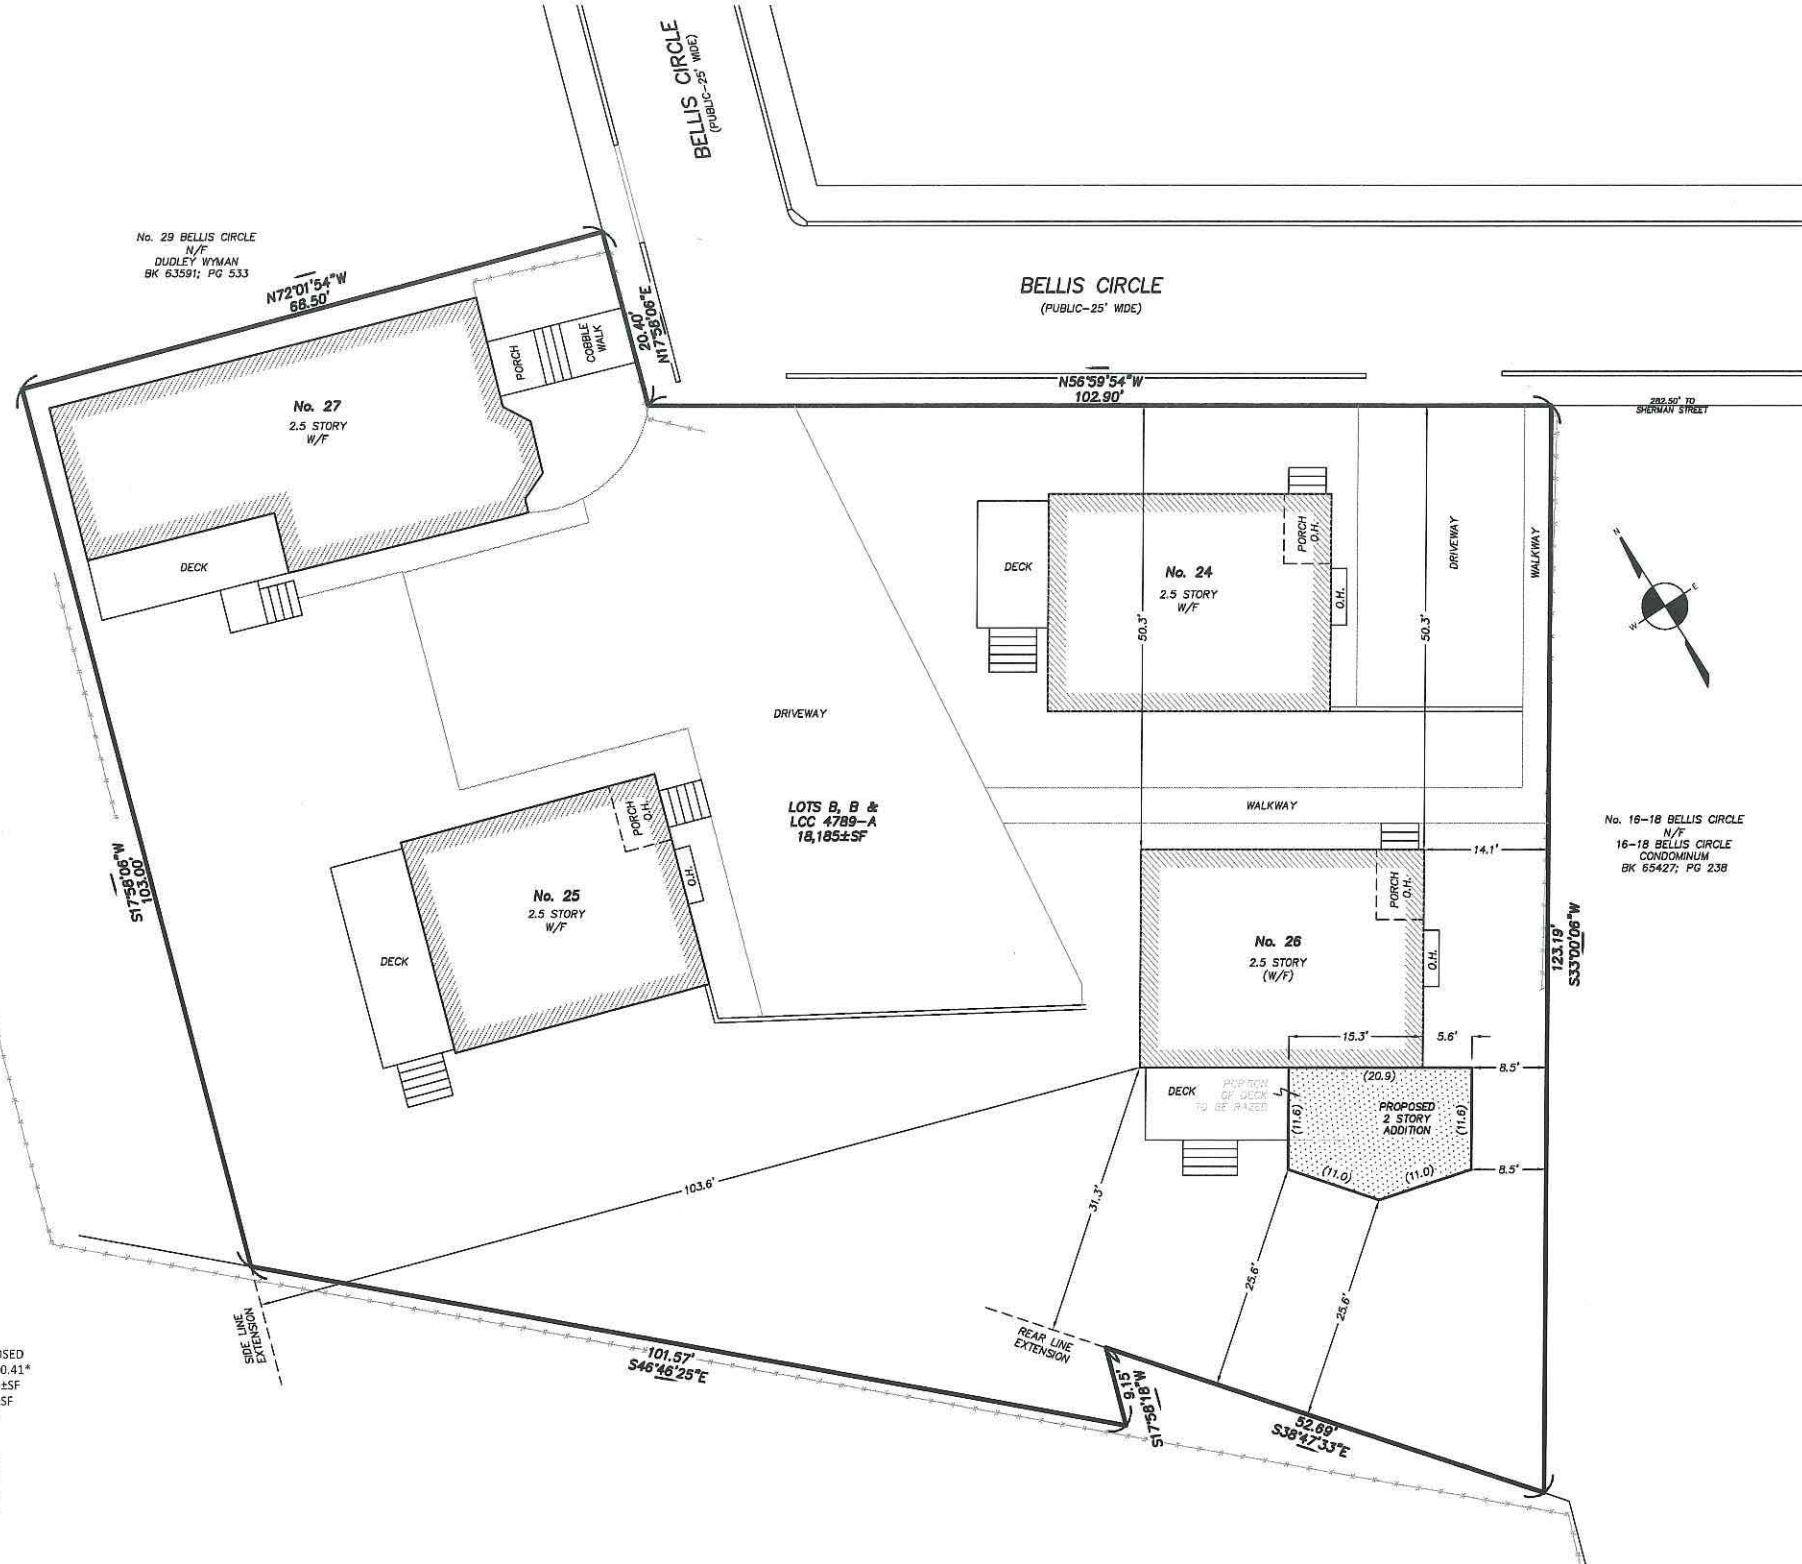 BELLIS CIRCLE
(PUBLIC-25' WIDE)
No. 29 BELLIS CIRCLE
N/F
DUDLEY WYMAN
BK 63591; PG 533
N72°01'54"W
68.50'
20.40'
N17°58'06"E
BELLIS CIRCLE
(PUBLIC-25' WIDE)
N56°59'54"W
102.90'
282.50' TO
SHERMAN STREET
PORCH
COBBLE
WALK
No. 27
2.5 STORY
W/F
DECK
DECK
No. 24
2.5 STORY
W/F
PORCH
O.H.
O.H.
DRIVEWAY
WALKWAY
50.3'
50.3'
N
E
W
S
DRIVEWAY
LOTS B, B &
LCC 4789-A
18,185±SF
WALKWAY
No. 16-18 BELLIS CIRCLE
N/F
16-18 BELLIS CIRCLE
CONDOMINUM
BK 65427; PG 238
S17°58'06"W
103.00'
PORCH
O.H.
O.H.
No. 25
2.5 STORY
W/F
DECK
14.1'
PORCH
O.H.
O.H.
No. 26
2.5 STORY
(W/F)
123.19'
S33°00'06"W
15.3'
5.6'
8.5'
(20.9)
DECK
PORTION
OF DECK
TO BE RAZED
(11.6)
PROPOSED
2 STORY
ADDITION
(11.6)
(11.0)
(11.0)
8.5'
103.6'
31.3'
25.6'
25.6'
SIDE LINE
EXTENSION
REAR LINE
EXTENSION
101.57'
S46°46'25"E
9.15'
S17°58'18"W
52.69'
S38°47'33"E
OSED
0.41*
±SF
SF